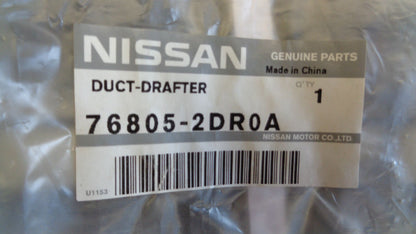 NISSAN GENUINE PARTS
Made in China
DUCT-DRAFTER Q'TY
76805-2DR0A 1
NISSAN MOTOR CO.,LTD.
U1153